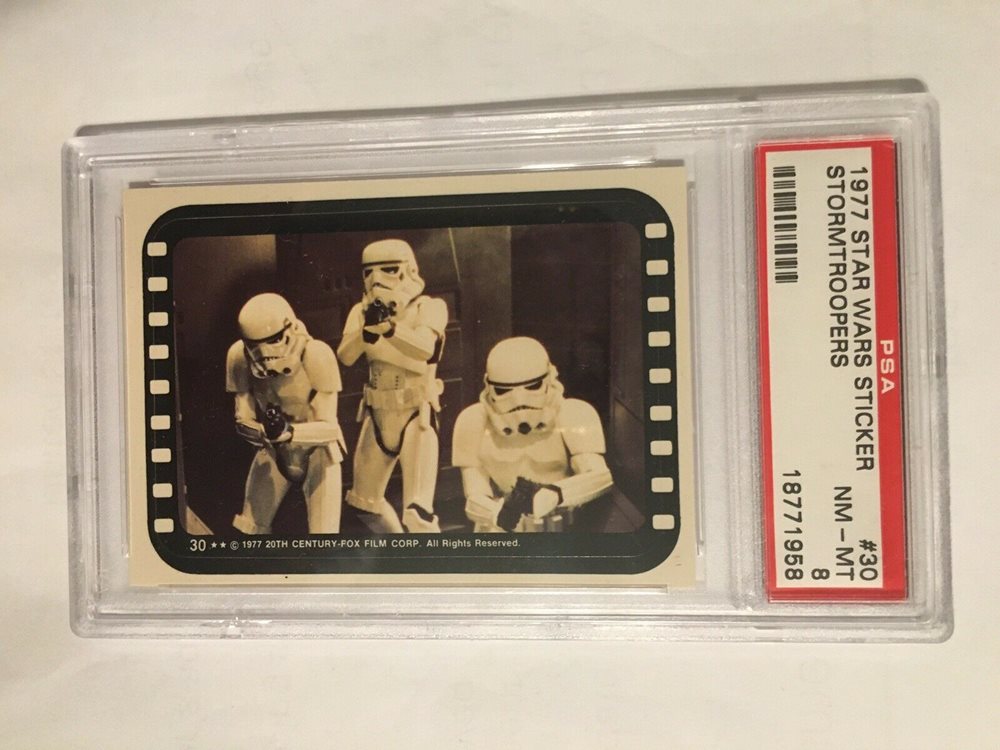 30 ★★ © 1977 20TH CENTURY-FOX FILM CORP. All Rights Reserved.
PSA
1977 STAR WARS STICKER #30
STORMTROOPERS NM - MT
8
18771958